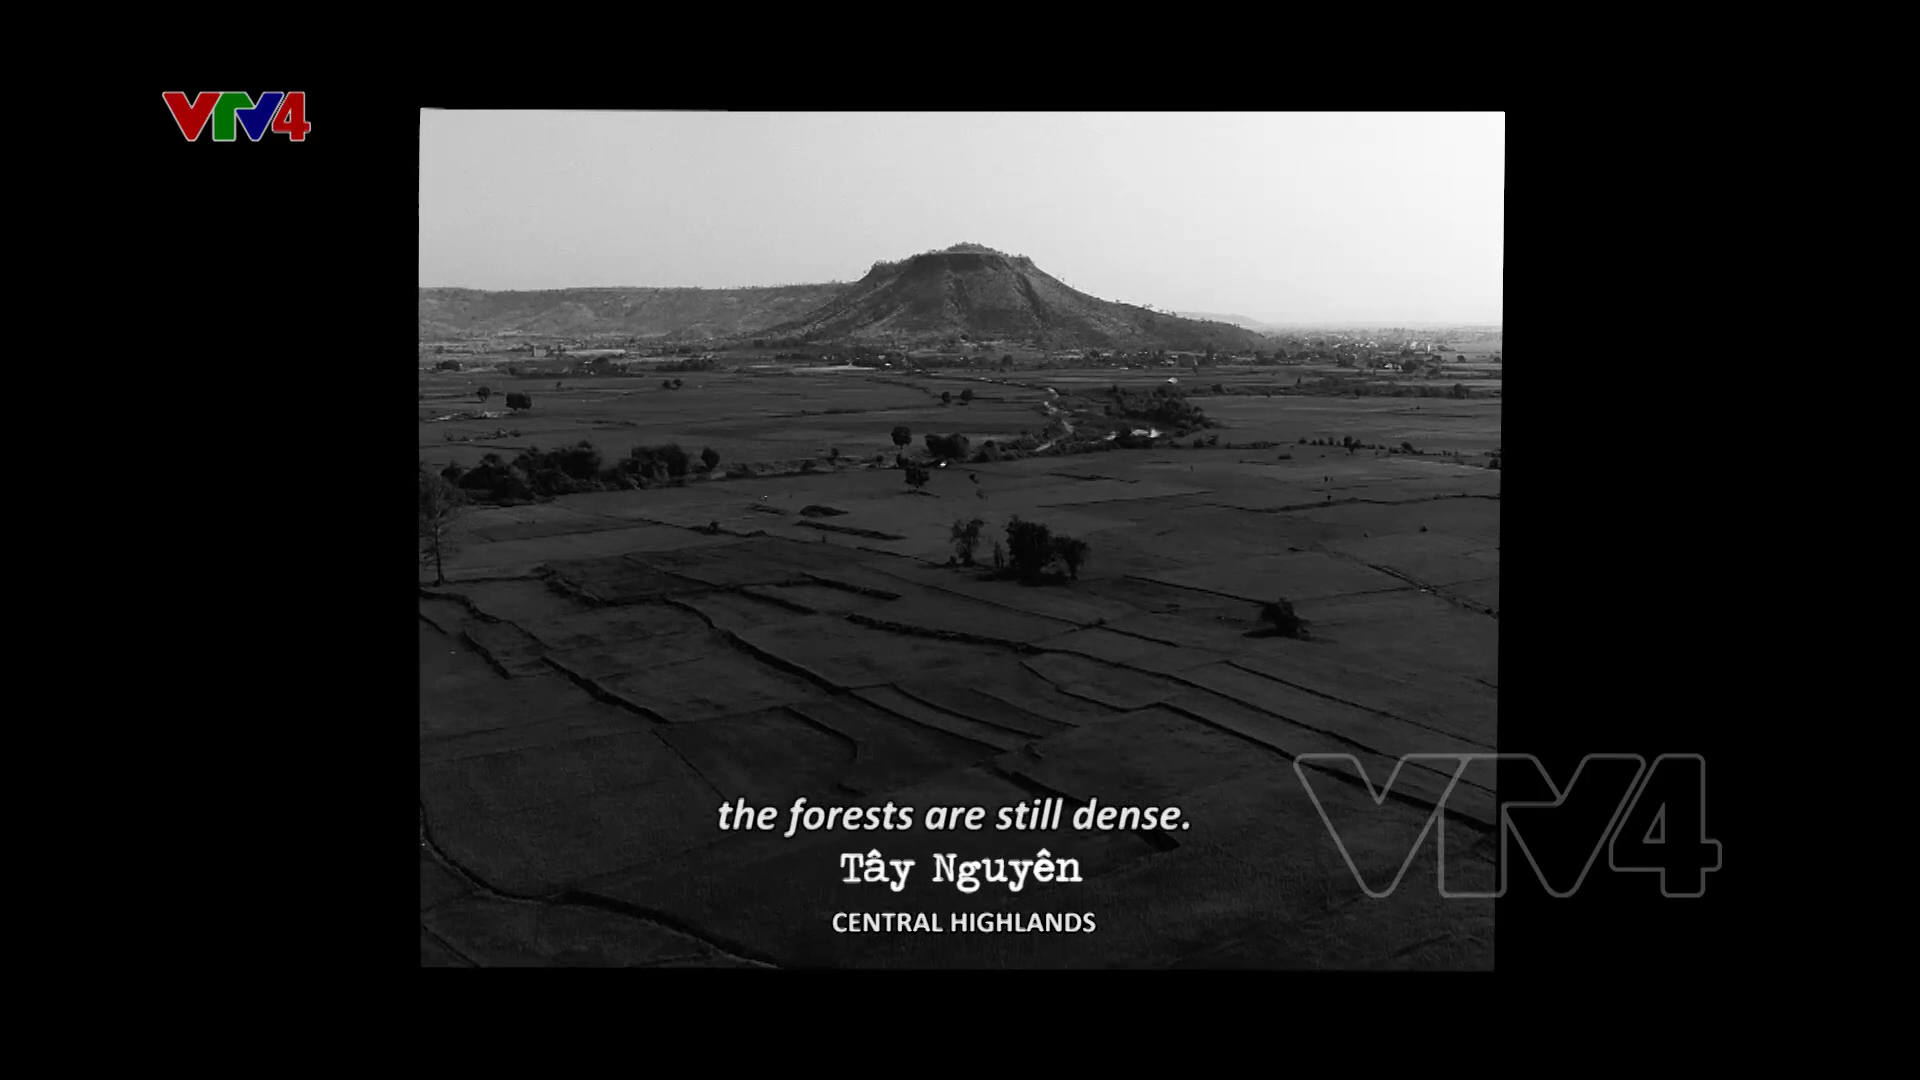 VTV4
the forests are still dense.
Tây Nguyên
CENTRAL HIGHLANDS
VTV4